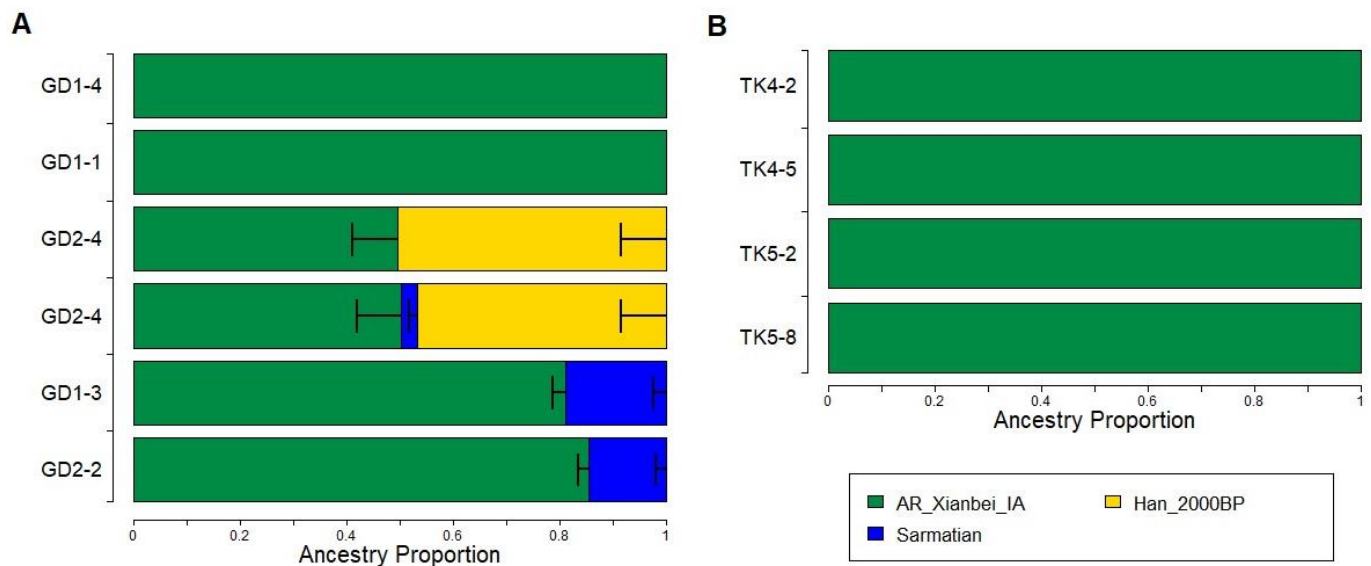 A
GD1-4
GD1-1
GD2-4
GD2-4
GD1-3
GD2-2
0 0.2 0.4 0.6 0.8 1
Ancestry Proportion
B
TK4-2
TK4-5
TK5-2
TK5-8
0 0.2 0.4 0.6 0.8 1
Ancestry Proportion
AR_Xianbei_IA Han_2000BP
Sarmatian